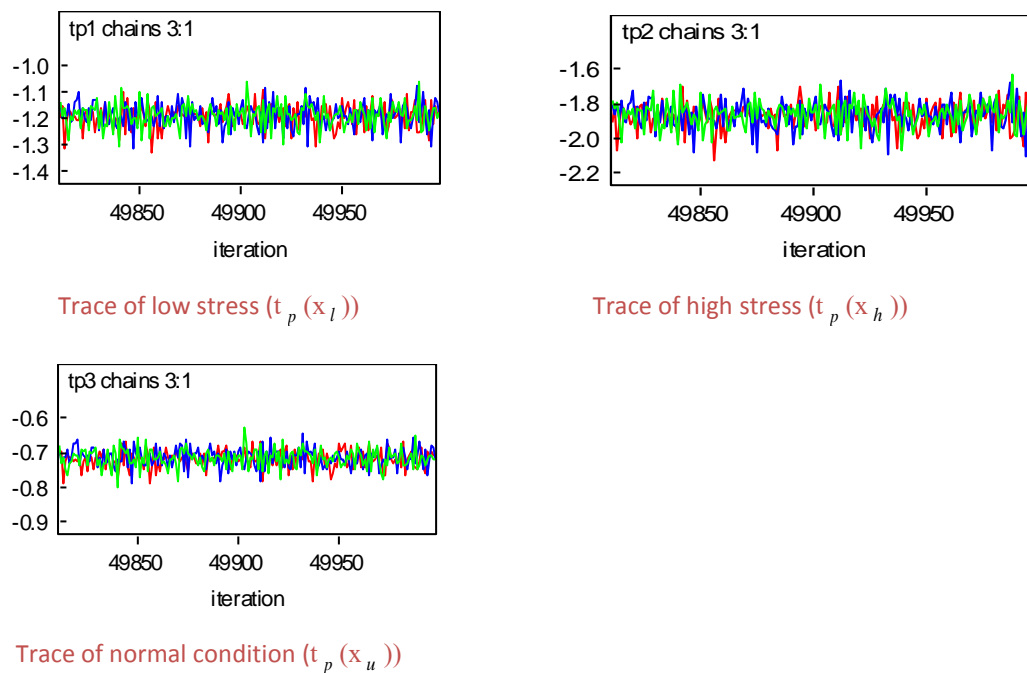 tp1 chains 3:1
-1.0
-1.1
-1.2
-1.3
-1.4
49850 49900 49950
iteration
Trace of low stress (t p (x l ))
tp2 chains 3:1
-1.6
-1.8
-2.0
-2.2
49850 49900 49950
iteration
Trace of high stress (t p (x h ))
tp3 chains 3:1
-0.6
-0.7
-0.8
-0.9
49850 49900 49950
iteration
Trace of normal condition (t p (x u ))